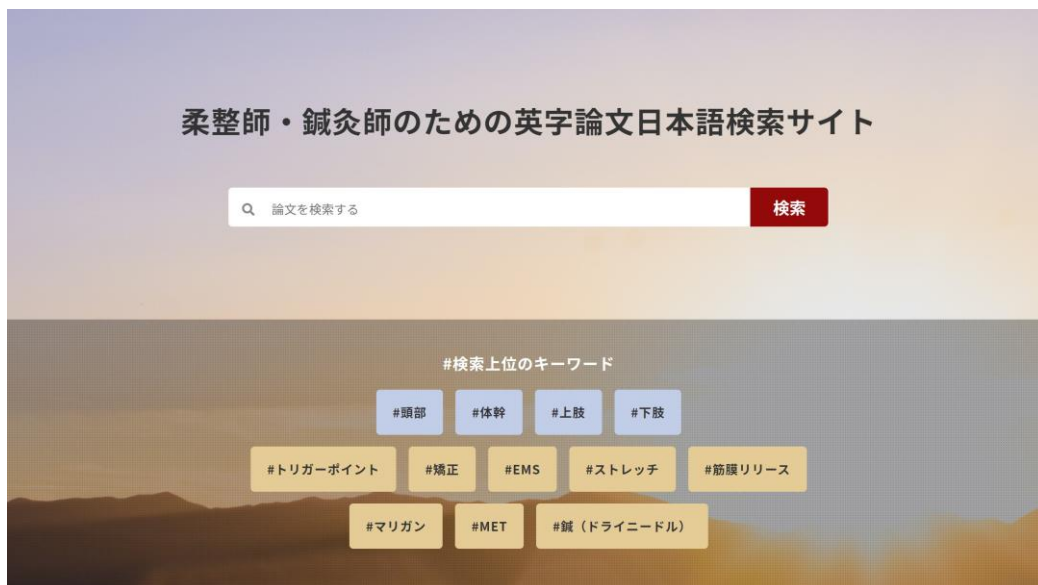 柔整師・鍼灸師のための英字論文日本語検索サイト
論文を検索する 検索
#検索上位のキーワード
#頭部 #体幹 #上肢 #下肢
#トリガーポイント #矯正 #EMS #ストレッチ #筋膜リリース
#マリガン #MET #鍼（ドライニードル）